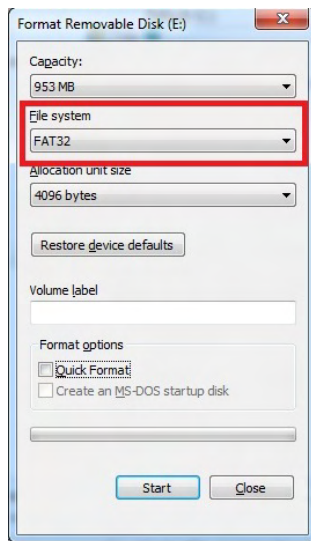 Format Removable Disk (E:)
Capacity:
953 MB
File system
FAT32
Allocation unit size
4096 bytes
Restore device defaults
Volume label
Format options
Quick Format
Create an MS-DOS startup disk
Start Close